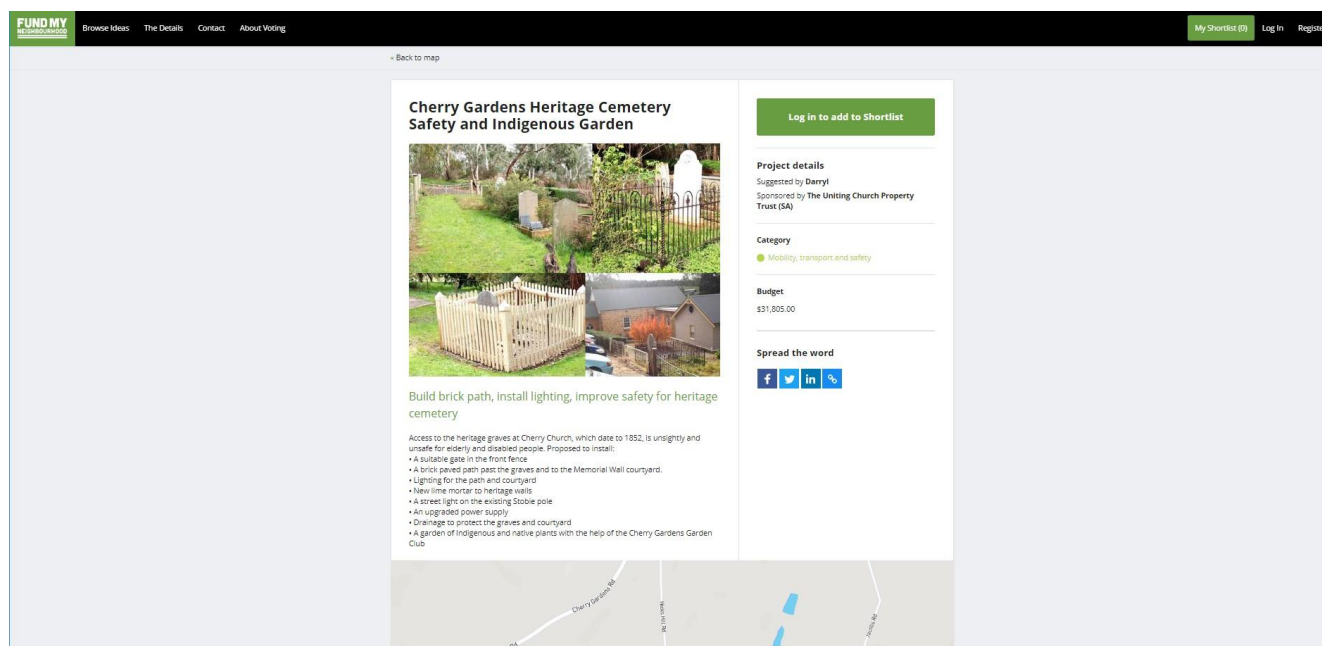 FUND MY
NEIGHBOURHOOD
Browse Ideas The Details Contact About Voting
My Shortlist (0) Log In
« Back to map
Cherry Gardens Heritage Cemetery
Safety and Indigenous Garden
Build brick path, install lighting, improve safety for heritage
cemetery
Access to the heritage graves at Cherry Church, which date to 1852, is unsightly and
unsafe for elderly and disabled people. Proposed to install:
• A suitable gate in the front fence
• A brick paved path past the graves and to the Memorial Wall courtyard.
• Lighting for the path and courtyard
• New lime mortar to heritage walls
• A street light on the existing Stobie pole
• An upgraded power supply
• Drainage to protect the graves and courtyard
• A garden of Indigenous and native plants with the help of the Cherry Gardens Garden
Club
Log in to add to Shortlist
Project details
Suggested by Darryl
Sponsored by The Uniting Church Property
Trust (SA)
Category
Mobility, transport and safety
Budget
$31,805.00
Spread the word
Cherry Gardens Rd
Hicks Hill Rd
Rd